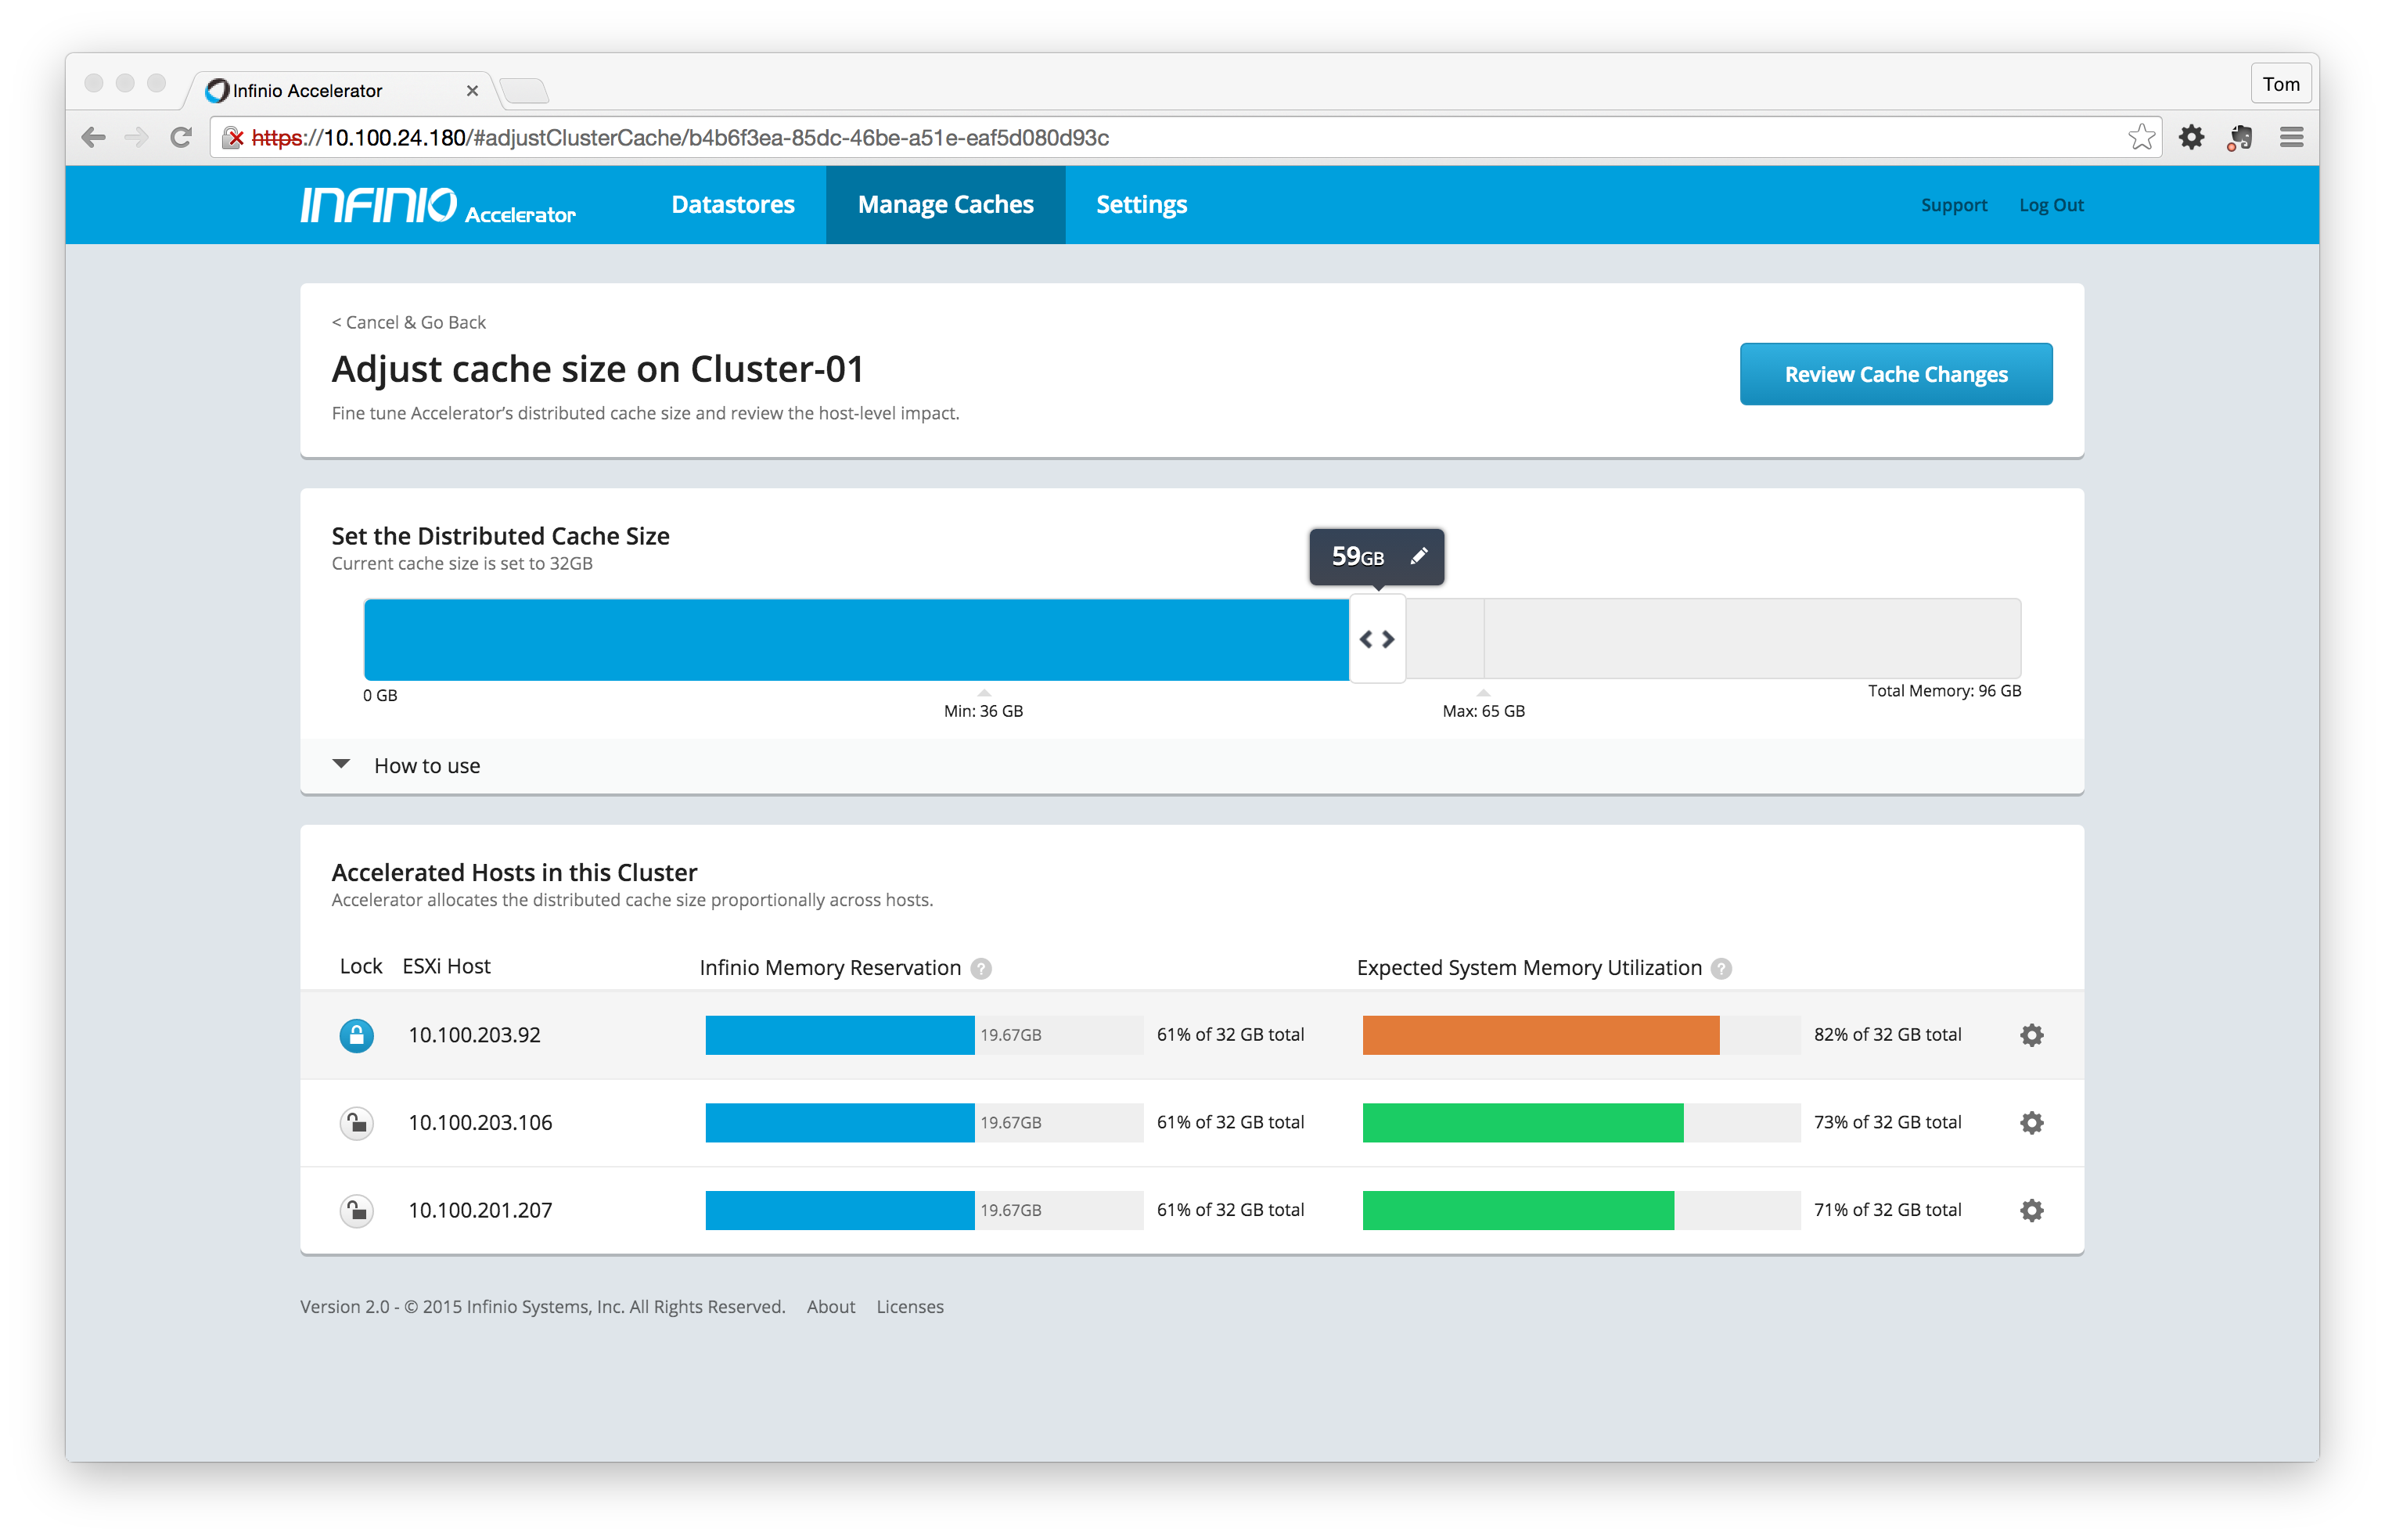 Infinio Accelerator ×
Tom
https://10.100.24.180/#adjustClusterCache/b4b6f3ea-85dc-46be-a51e-eaf5d080d93c
INFINIO Accelerator Datastores Manage Caches Settings Support Log Out
< Cancel & Go Back
Adjust cache size on Cluster-01
Review Cache Changes
Fine tune Accelerator’s distributed cache size and review the host-level impact.
Set the Distributed Cache Size
Current cache size is set to 32GB
59GB
0 GB
Min: 36 GB
Max: 65 GB
Total Memory: 96 GB
How to use
Accelerated Hosts in this Cluster
Accelerator allocates the distributed cache size proportionally across hosts.
Lock ESXi Host Infinio Memory Reservation ? Expected System Memory Utilization ?
10.100.203.92 19.67GB 61% of 32 GB total 82% of 32 GB total
10.100.203.106 19.67GB 61% of 32 GB total 73% of 32 GB total
10.100.201.207 19.67GB 61% of 32 GB total 71% of 32 GB total
Version 2.0 - © 2015 Infinio Systems, Inc. All Rights Reserved. About Licenses